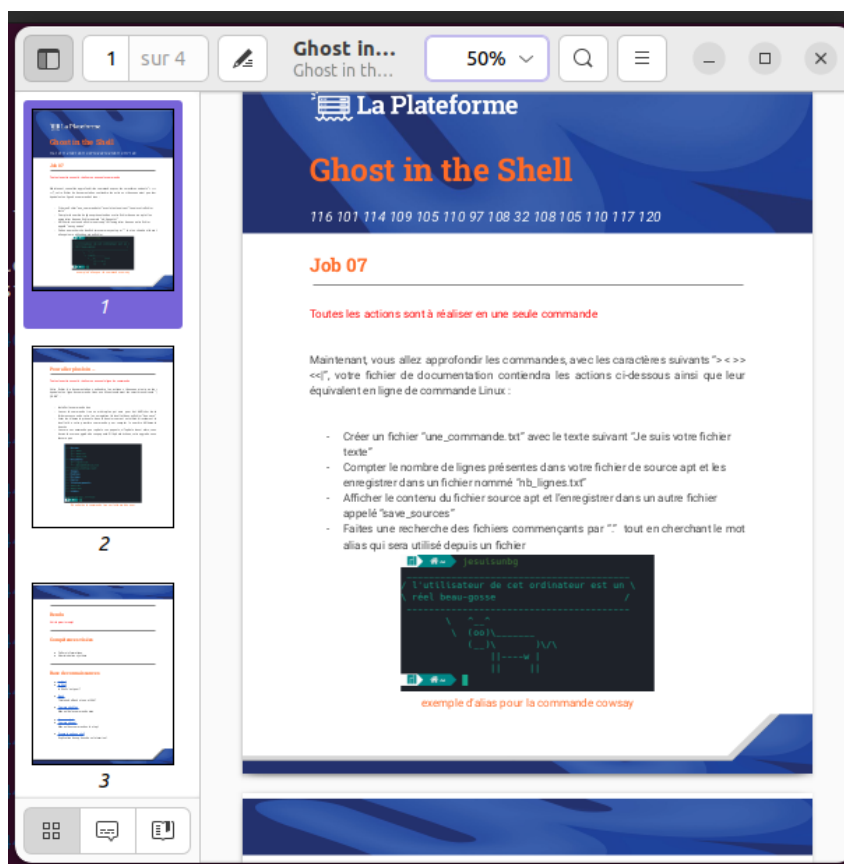 1 sur 4
Ghost in...
Ghost in th...
50%
1
2
3
La Plateforme
Ghost in the Shell
116 101 114 109 105 110 97 108 32 108 105 110 117 120
Job 07
Toutes les actions sont à réaliser en une seule commande
Maintenant, vous allez approfondir les commandes, avec les caractères suivants “> < >>
<<|”, votre fichier de documentation contiendra les actions ci-dessous ainsi que leur
équivalent en ligne de commande Linux :
- Créer un fichier “une_commande.txt” avec le texte suivant “Je suis votre fichier
texte”
- Compter le nombre de lignes présentes dans votre fichier de source apt et les
enregistrer dans un fichier nommé “nb_lignes.txt”
- Afficher le contenu du fichier source apt et l’enregistrer dans un autre fichier
appelé “save_sources”
- Faites une recherche des fichiers commençants par “.” tout en cherchant le mot
alias qui sera utilisé depuis un fichier
~ jesuisunbg
/ l'utilisateur de cet ordinateur est un \
\ réel beau-gosse /
\ ^__^
\ (oo)\_______
(__)\ )\/\
||----w |
|| ||
~
exemple d'alias pour la commande cowsay